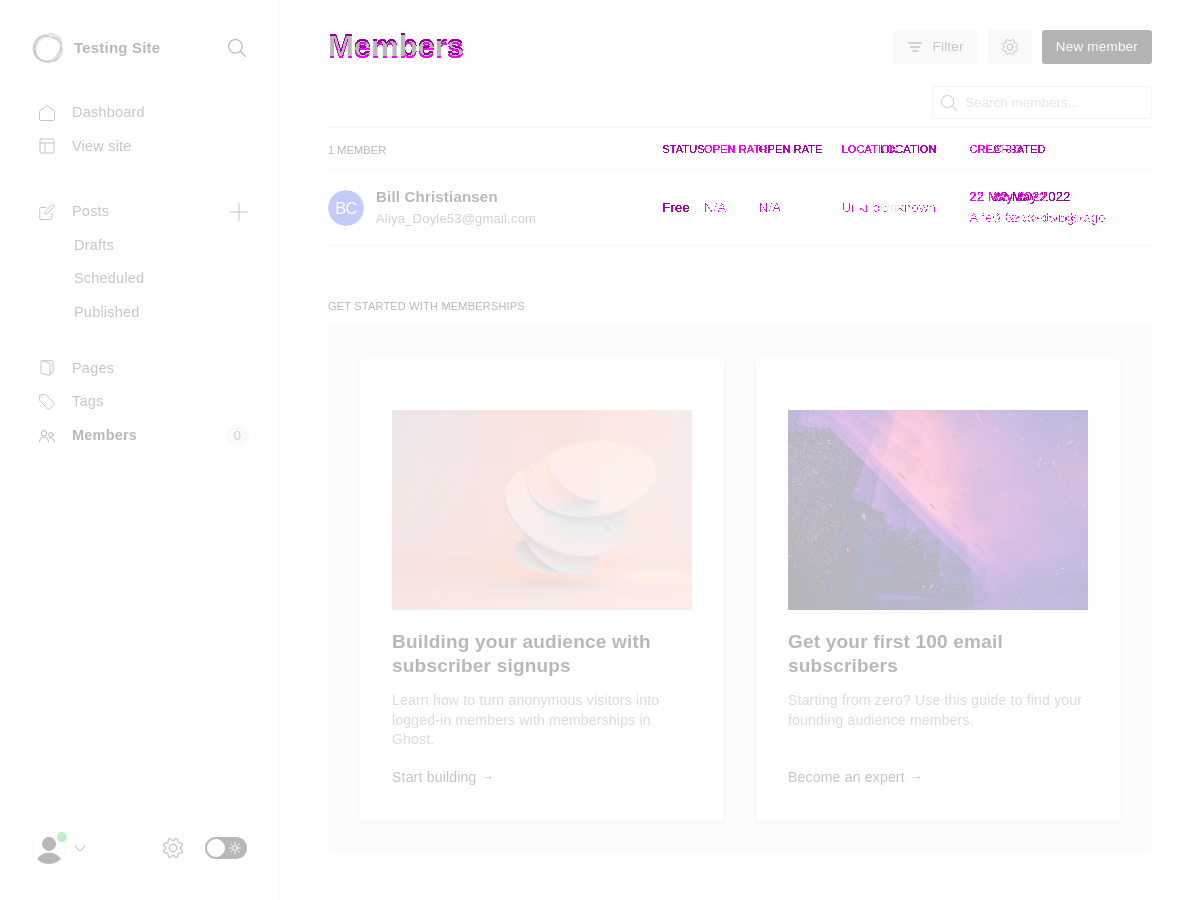 Testing Site
Members
Filter
New member
Dashboard
Search members...
View site
1 MEMBER STATUS OPEN RATE OPEN RATE LOCATION LOCATION CREATED CREATED
Bill Christiansen
BC
Aliya_Doyle53@gmail.com
Free N/A N/A Unknown
22 May 2022
Posts
Drafts
Scheduled
Published
GET STARTED WITH MEMBERSHIPS
Pages
Tags
Members 0
Building your audience with
subscriber signups
Learn how to turn anonymous visitors into
logged-in members with memberships in
Ghost.
Start building →
Get your first 100 email
subscribers
Starting from zero? Use this guide to find your
founding audience members.
Become an expert →